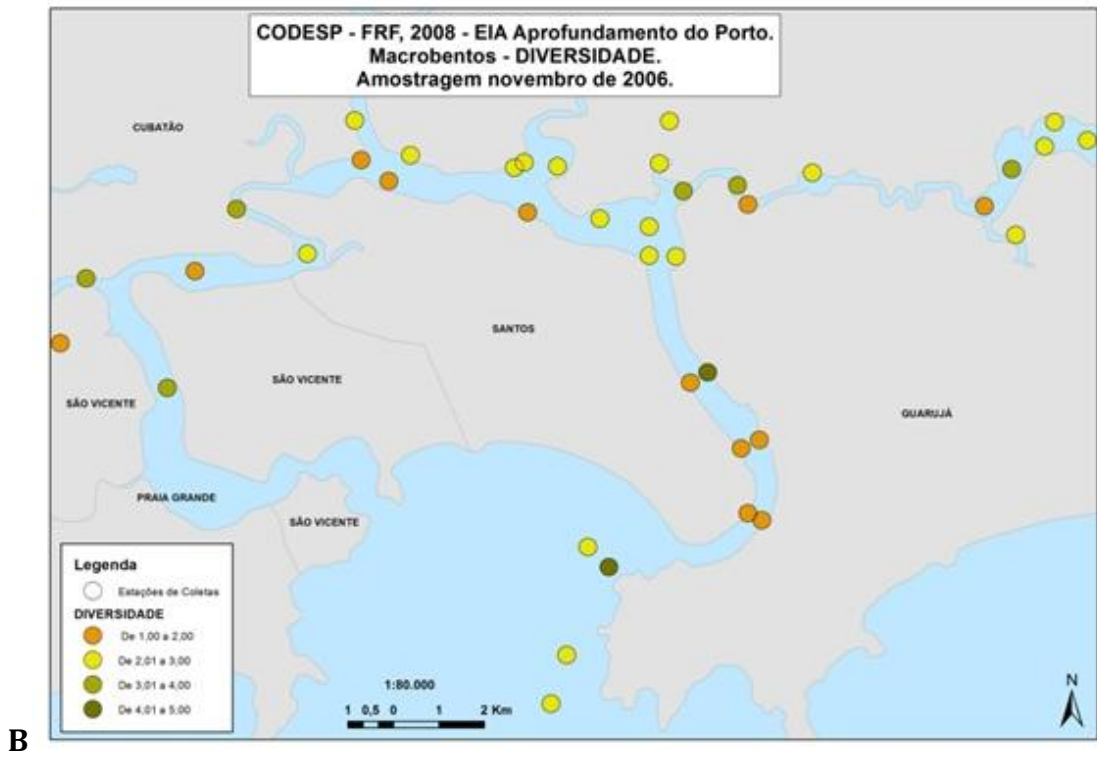 CODESP - FRF, 2008 - EIA Aprofundamento do Porto.
Macrobentos - DIVERSIDADE.
Amostragem novembro de 2006.
CUBATÃO
SANTOS
SÃO VICENTE
SÃO VICENTE
GUARUJÁ
PRAIA GRANDE
SÃO VICENTE
Legenda
Estações de Coletas
DIVERSIDADE
De 1,00 a 2,00
De 2,01 a 3,00
De 3,01 a 4,00
De 4,01 a 5,00
1:80.000
1 0,5 0 1 2 Km
N
B